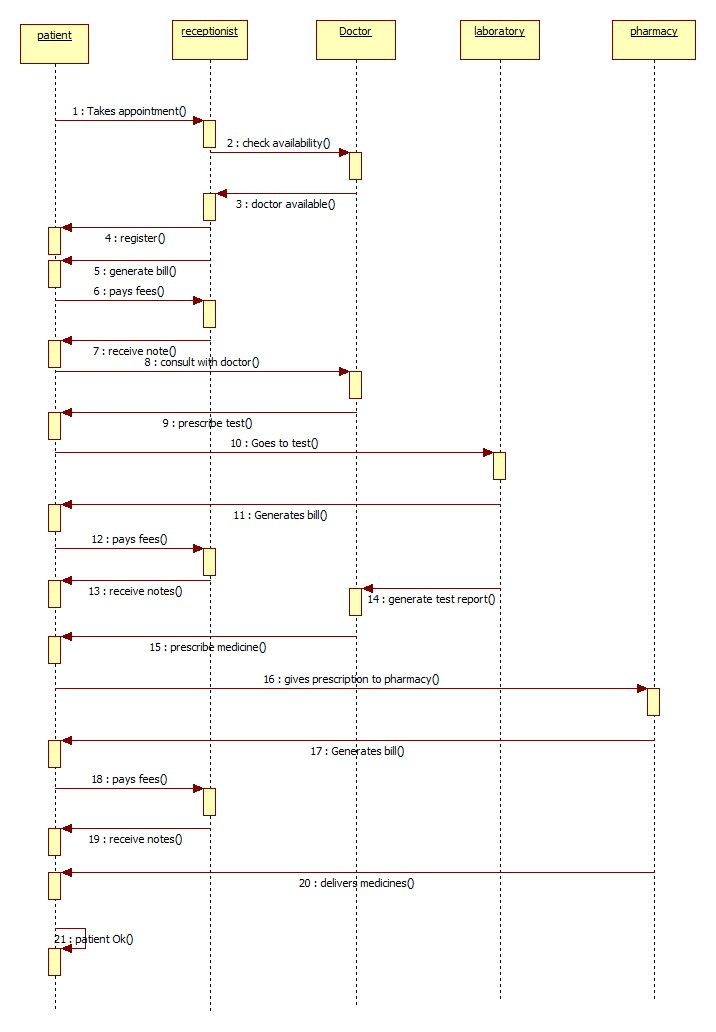 patient
receptionist
Doctor
laboratory
pharmacy
1 : Takes appointment()
2 : check availability()
3 : doctor available()
4 : register()
5 : generate bill()
6 : pays fees()
7 : receive note()
8 : consult with doctor()
9 : prescribe test()
10 : Goes to test()
11 : Generates bill()
12 : pays fees()
13 : receive notes()
14 : generate test report()
15 : prescribe medicine()
16 : gives prescription to pharmacy()
17 : Generates bill()
18 : pays fees()
19 : receive notes()
20 : delivers medicines()
21 : patient Ok()